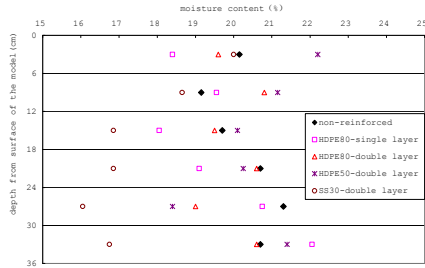 moisture content (%)
15 16 17 18 19 20 21 22 23 24 25
depth from surface of the model(cm)
0
6
12
18
24
30
36
non-reinforced
HDPE80-single layer
HDPE80-double layer
HDPE50-double layer
SS30-double layer